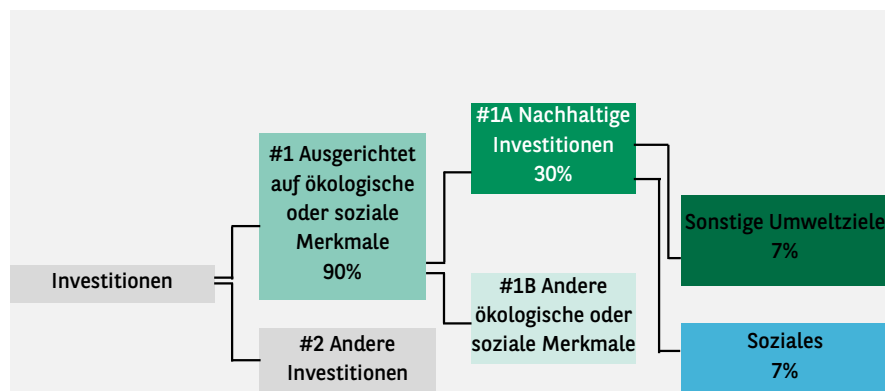 Investitionen
#1 Ausgerichtet
auf ökologische
oder soziale
Merkmale
90%
#2 Andere
Investitionen
#1A Nachhaltige
Investitionen
30%
#1B Andere
ökologische oder
soziale Merkmale
Sonstige Umweltziele
7%
Soziales
7%